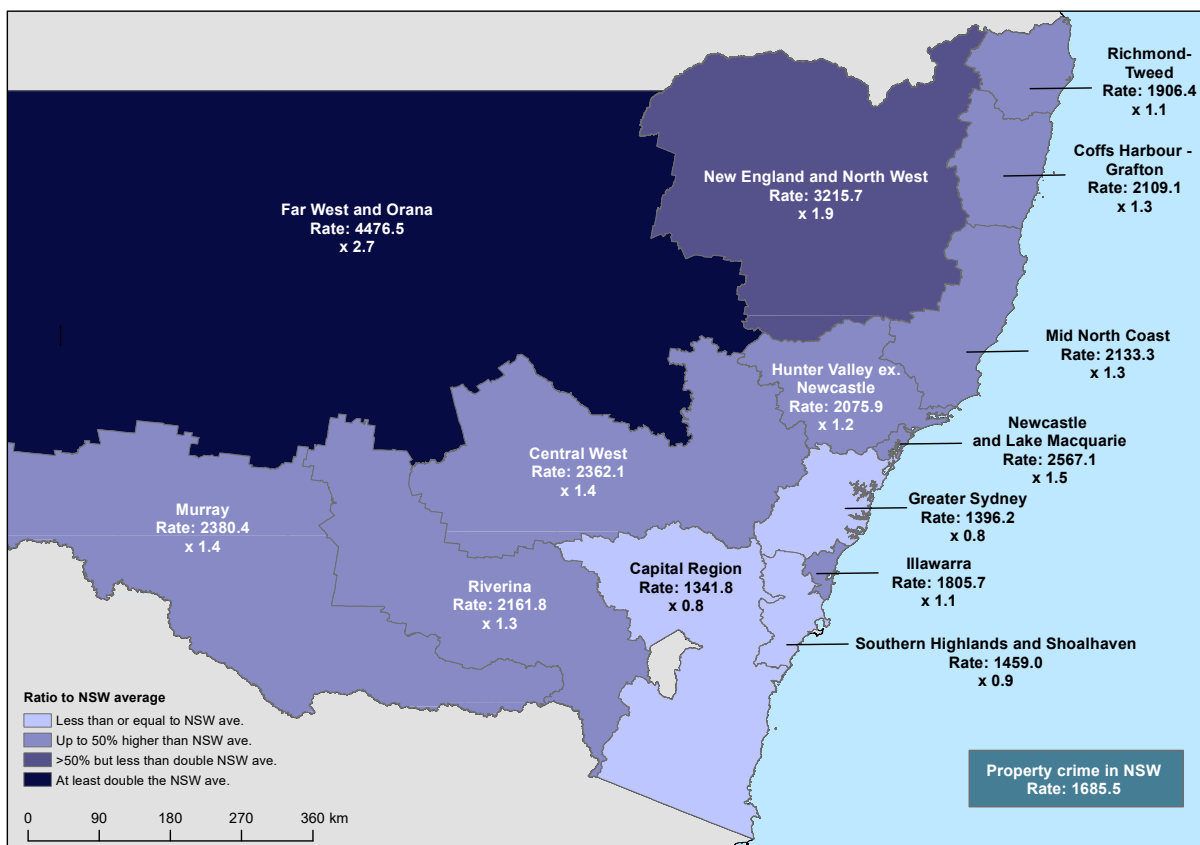 Richmond-
Tweed
Rate: 1906.4
x 1.1
Coffs Harbour -
Grafton
Rate: 2109.1
x 1.3
New England and North West
Rate: 3215.7
x 1.9
Far West and Orana
Rate: 4476.5
x 2.7
Mid North Coast
Rate: 2133.3
x 1.3
Hunter Valley ex.
Newcastle
Rate: 2075.9
x 1.2
Newcastle
and Lake Macquarie
Rate: 2567.1
x 1.5
Central West
Rate: 2362.1
x 1.4
Greater Sydney
Rate: 1396.2
x 0.8
Murray
Rate: 2380.4
x 1.4
Illawarra
Rate: 1805.7
x 1.1
Capital Region
Rate: 1341.8
x 0.8
Riverina
Rate: 2161.8
x 1.3
Southern Highlands and Shoalhaven
Rate: 1459.0
x 0.9
Ratio to NSW average
Less than or equal to NSW ave.
Up to 50% higher than NSW ave.
>50% but less than double NSW ave.
At least double the NSW ave.
0 90 180 270 360 km
Property crime in NSW
Rate: 1685.5